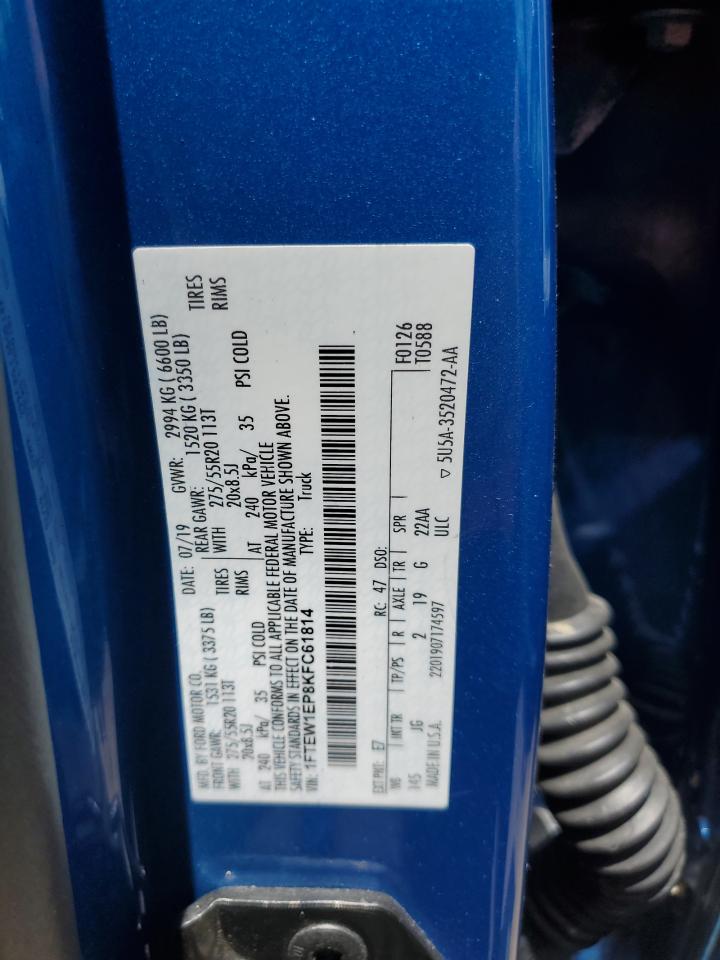 MFD. BY FORD MOTOR CO.
DATE: 07/19 GVWR: 2994 KG ( 6600 LB)
FRONT GAWR: 1531 KG ( 3375 LB) REAR GAWR: 1520 KG ( 3350 LB)
WITH 275/55R20 113T TIRES WITH 275/55R20 113T TIRES
20x8.5J RIMS 20x8.5J RIMS
AT 240 kPa/ 35 PSI COLD AT 240 kPa/ 35 PSI COLD
THIS VEHICLE CONFORMS TO ALL APPLICABLE FEDERAL MOTOR VEHICLE
SAFETY STANDARDS IN EFFECT ON THE DATE OF MANUFACTURE SHOWN ABOVE.
VIN: 1FTEW1EP8KFC61814 TYPE: Truck
EXT PNT: E7 RC: 47 DSO: F0126
WB INT TR TP/PS R AXLE TR SPR T0588
145 JG 2 19 G 22AA
MADE IN U.S.A. 2201907174597 ULC ▽ 5U5A-3520472-AA